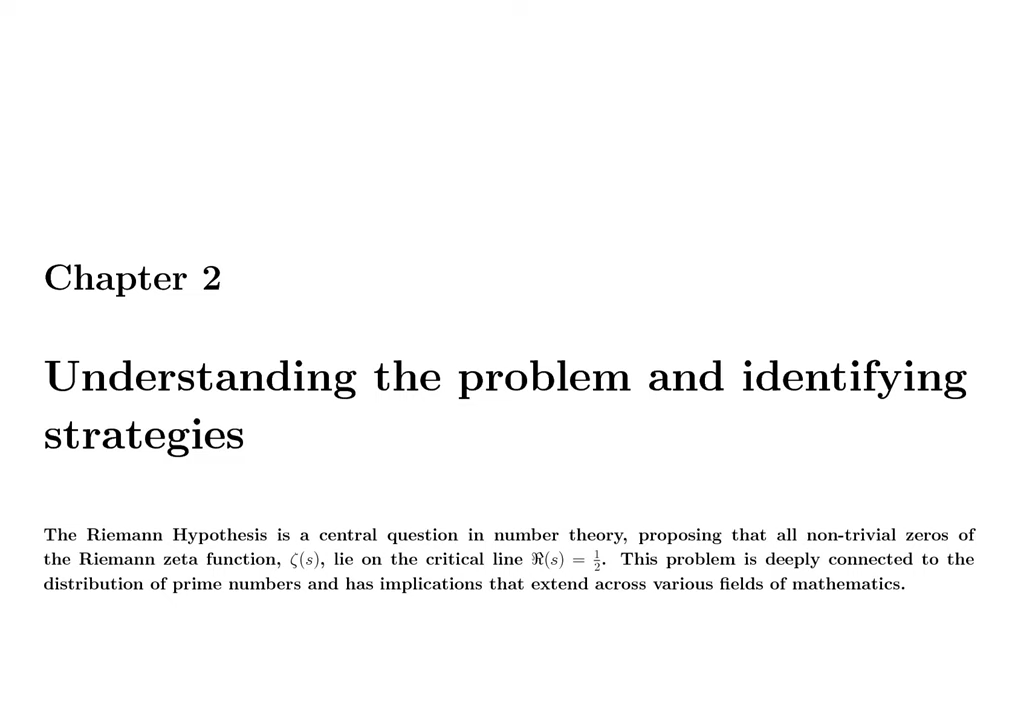 Chapter 2
Understanding the problem and identifying
strategies
The Riemann Hypothesis is a central question in number theory, proposing that all non-trivial zeros of
the Riemann zeta function, ζ(s), lie on the critical line ℜ(s) = 1/2. This problem is deeply connected to the
distribution of prime numbers and has implications that extend across various fields of mathematics.